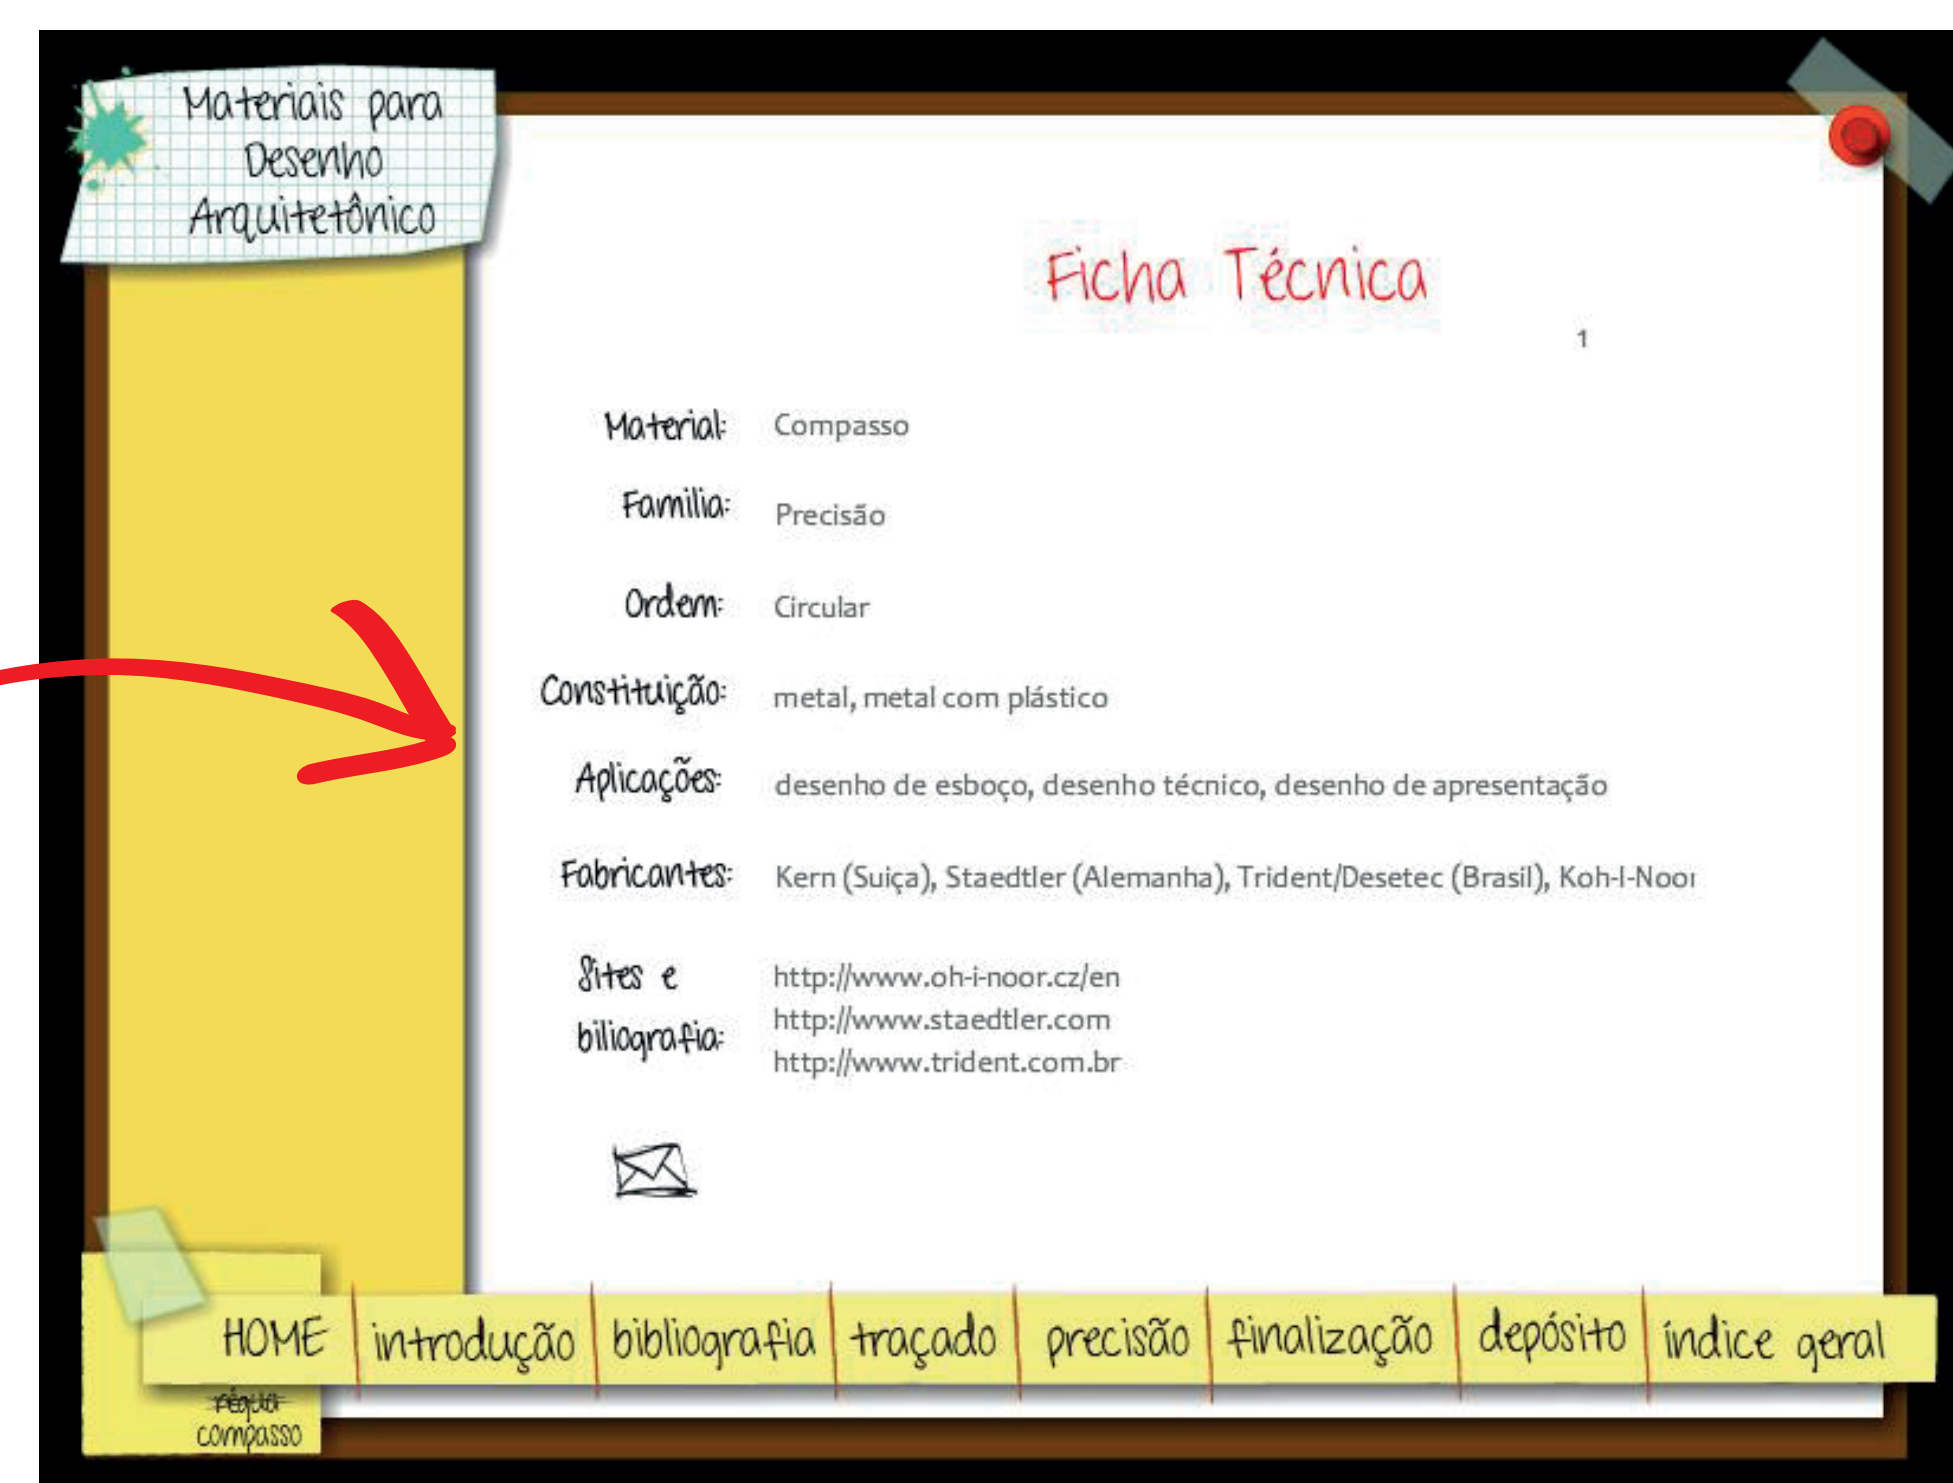 Materiais para
Desenho
Arquitetônico
Ficha Técnica
1
Material: Compasso
Familia: Precisão
Ordem: Circular
Constituição: metal, metal com plástico
Aplicações: desenho de esboço, desenho técnico, desenho de apresentação
Fabricantes: Kern (Suiça), Staedtler (Alemanha), Trident/Desetec (Brasil), Koh-I-Noor
Sites e
biliografia:
http://www.oh-i-noor.cz/en
http://www.staedtler.com
http://www.trident.com.br
HOME introdução bibliografia traçado precisão finalização depósito índice geral
régua
compasso